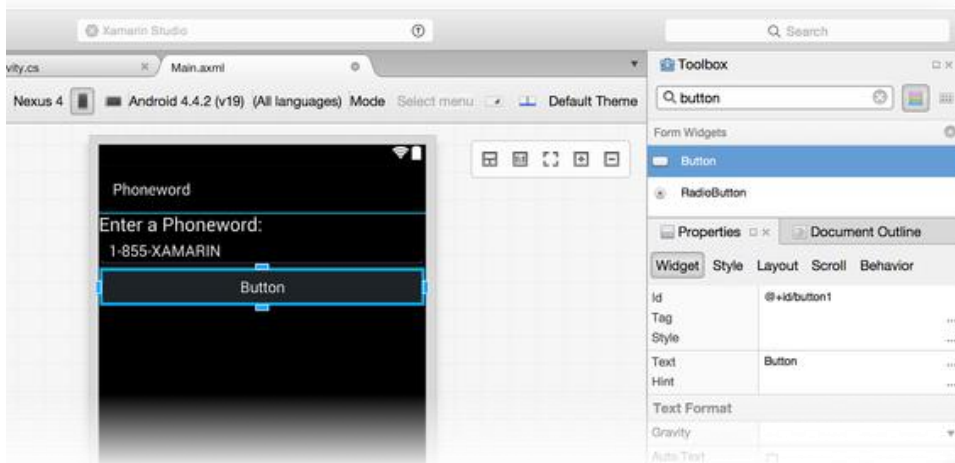 Xamarin Studio
Search
vity.cs
Main.axml
Toolbox
Nexus 4 Android 4.4.2 (v19) (All languages) Mode Select menu Default Theme
button
Form Widgets
Button
RadioButton
Phoneword
Enter a Phoneword:
1-855-XAMARIN
Button
Properties Document Outline
Widget Style Layout Scroll Behavior
Id @+id/button1
Tag ...
Style ...
Text Button ...
Hint ...
Text Format
Gravity
Auto Text